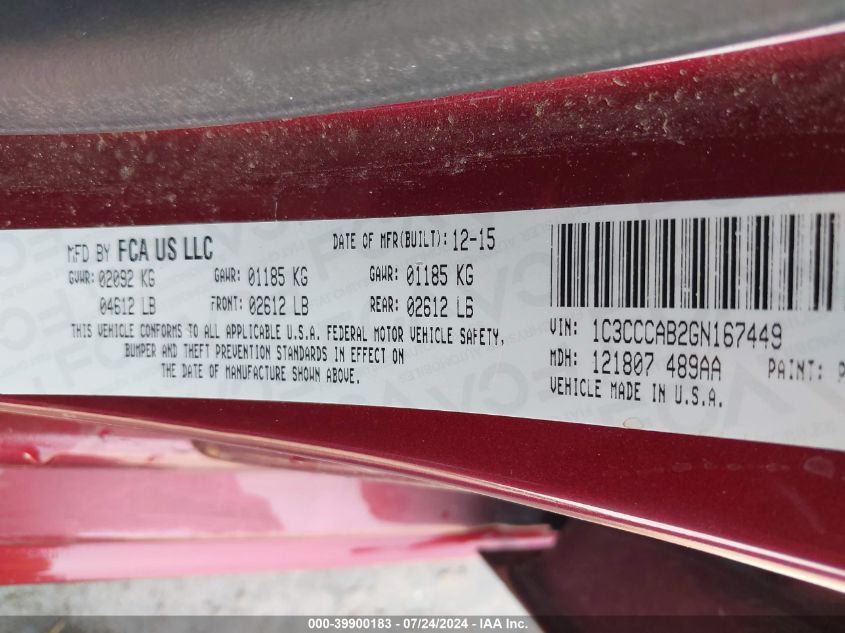 MFD BY FCA US LLC DATE OF MFR(BUILT): 12-15
GVWR: 02092 KG GAWR: 01185 KG GAWR: 01185 KG
04612 LB FRONT: 02612 LB REAR: 02612 LB
THIS VEHICLE CONFORMS TO ALL APPLICABLE U.S.A. FEDERAL MOTOR VEHICLE SAFETY,
BUMPER AND THEFT PREVENTION STANDARDS IN EFFECT ON
THE DATE OF MANUFACTURE SHOWN ABOVE.
VIN: 1C3CCCAB2GN167449
MDH: 121807 489AA PAINT: P
VEHICLE MADE IN U.S.A.
000-39900183 / 07/24/2024 - IAA Inc.